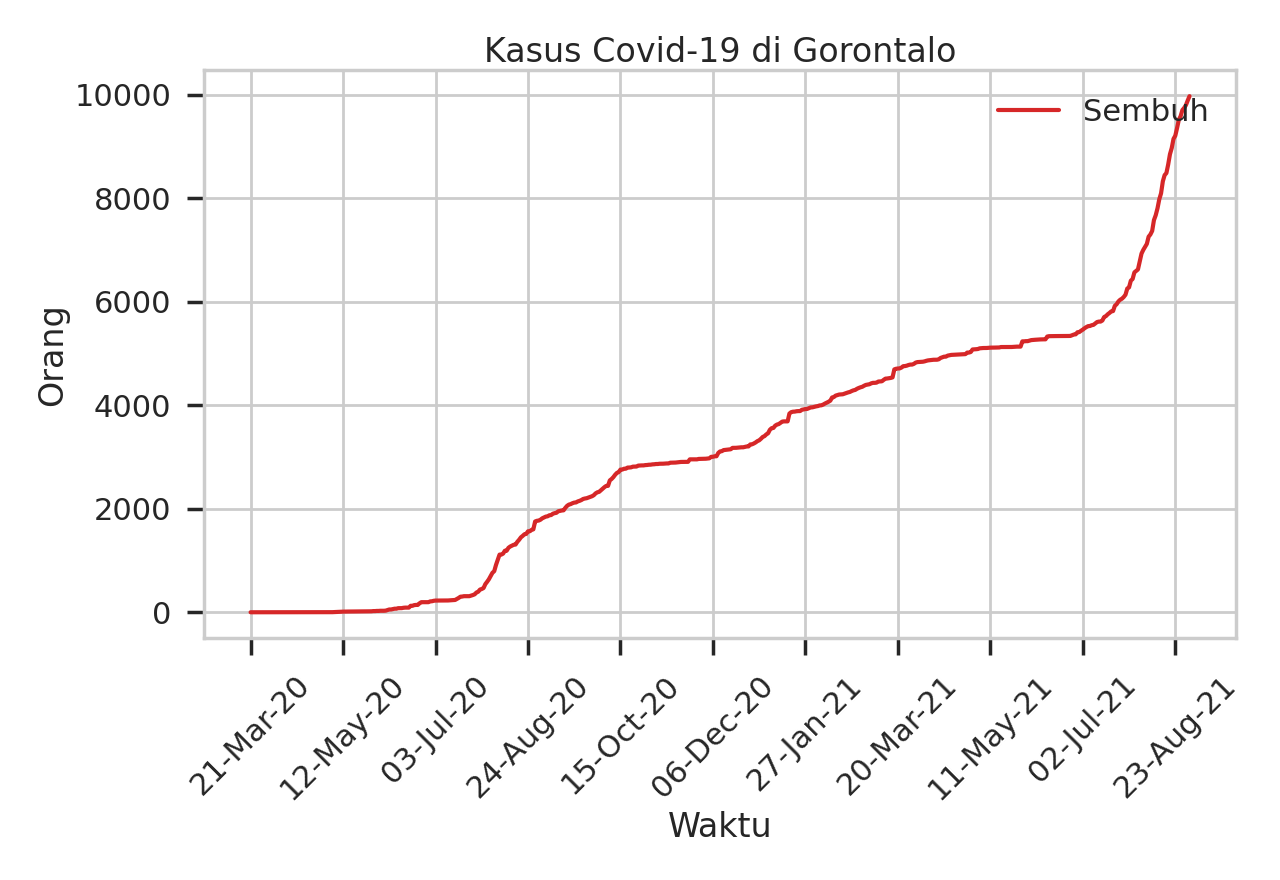 Kasus Covid-19 di Gorontalo
Sembuh
10000
8000
6000
4000
2000
0
Orang
21-Mar-20
12-May-20
03-Jul-20
24-Aug-20
15-Oct-20
06-Dec-20
27-Jan-21
20-Mar-21
11-May-21
02-Jul-21
23-Aug-21
Waktu